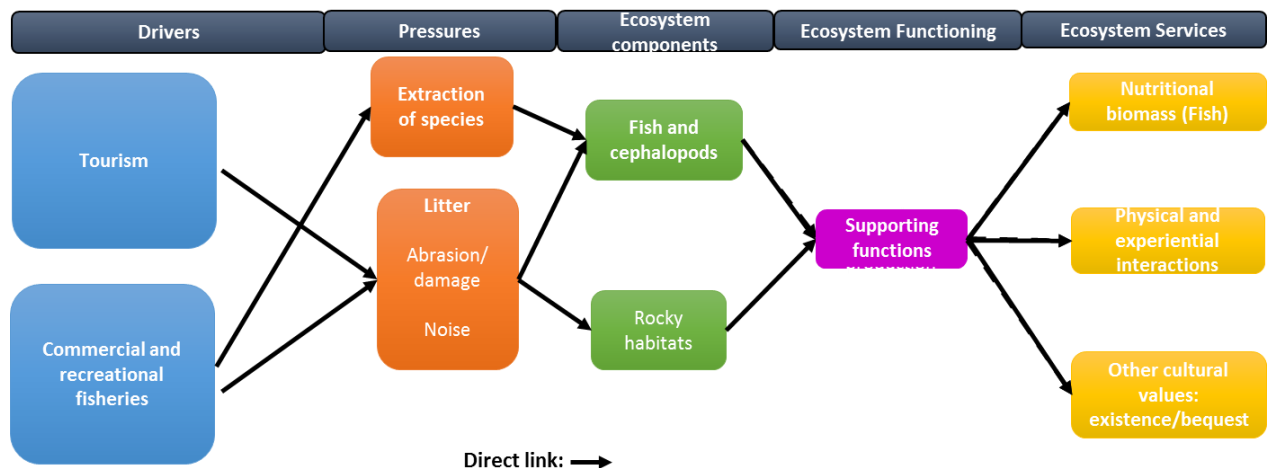 Drivers
Pressures
Ecosystem
components
Ecosystem Functioning
Ecosystem Services
Tourism
Commercial and
recreational
fisheries
Extraction
of species
Litter
Abrasion/
damage
Noise
Fish and
cephalopods
Rocky
habitats
Supporting
functions
Nutritional
biomass (Fish)
Physical and
experiential
interactions
Other cultural
values:
existence/bequest
Direct link: